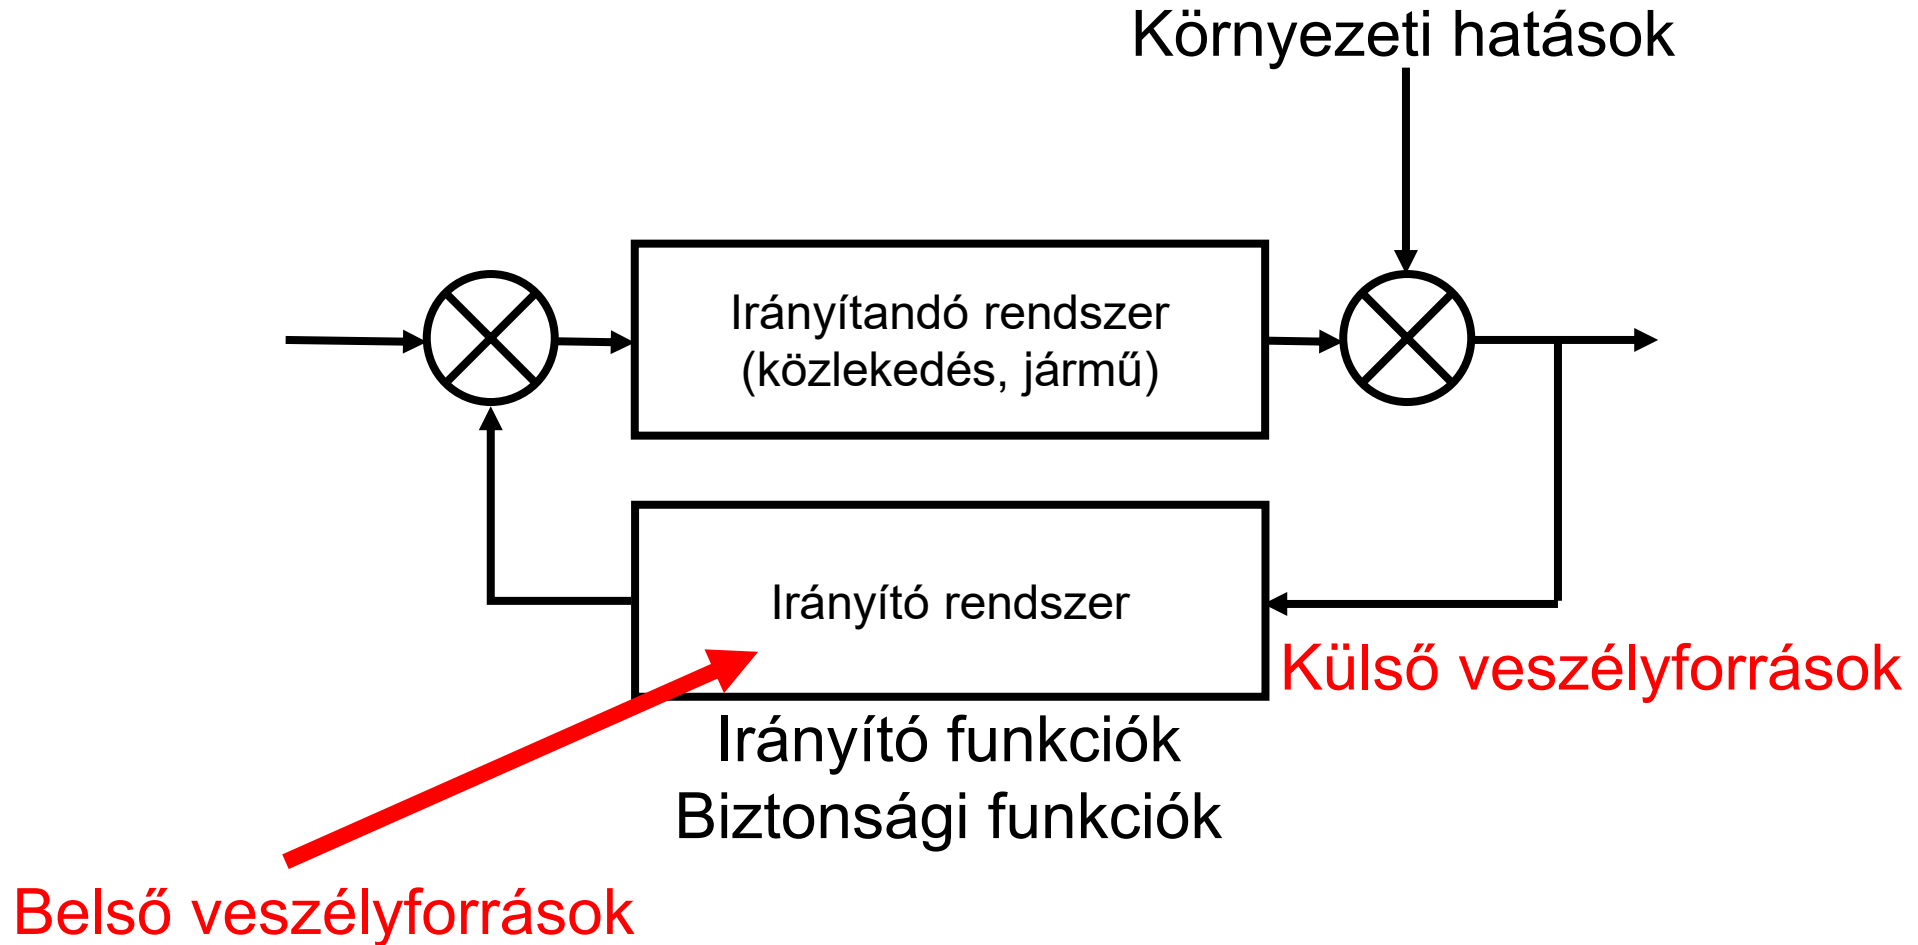 Környezeti hatások
Irányítandó rendszer
(közlekedés, jármű)
Irányító rendszer
Külső veszélyforrások
Irányító funkciók
Biztonsági funkciók
Belső veszélyforrások